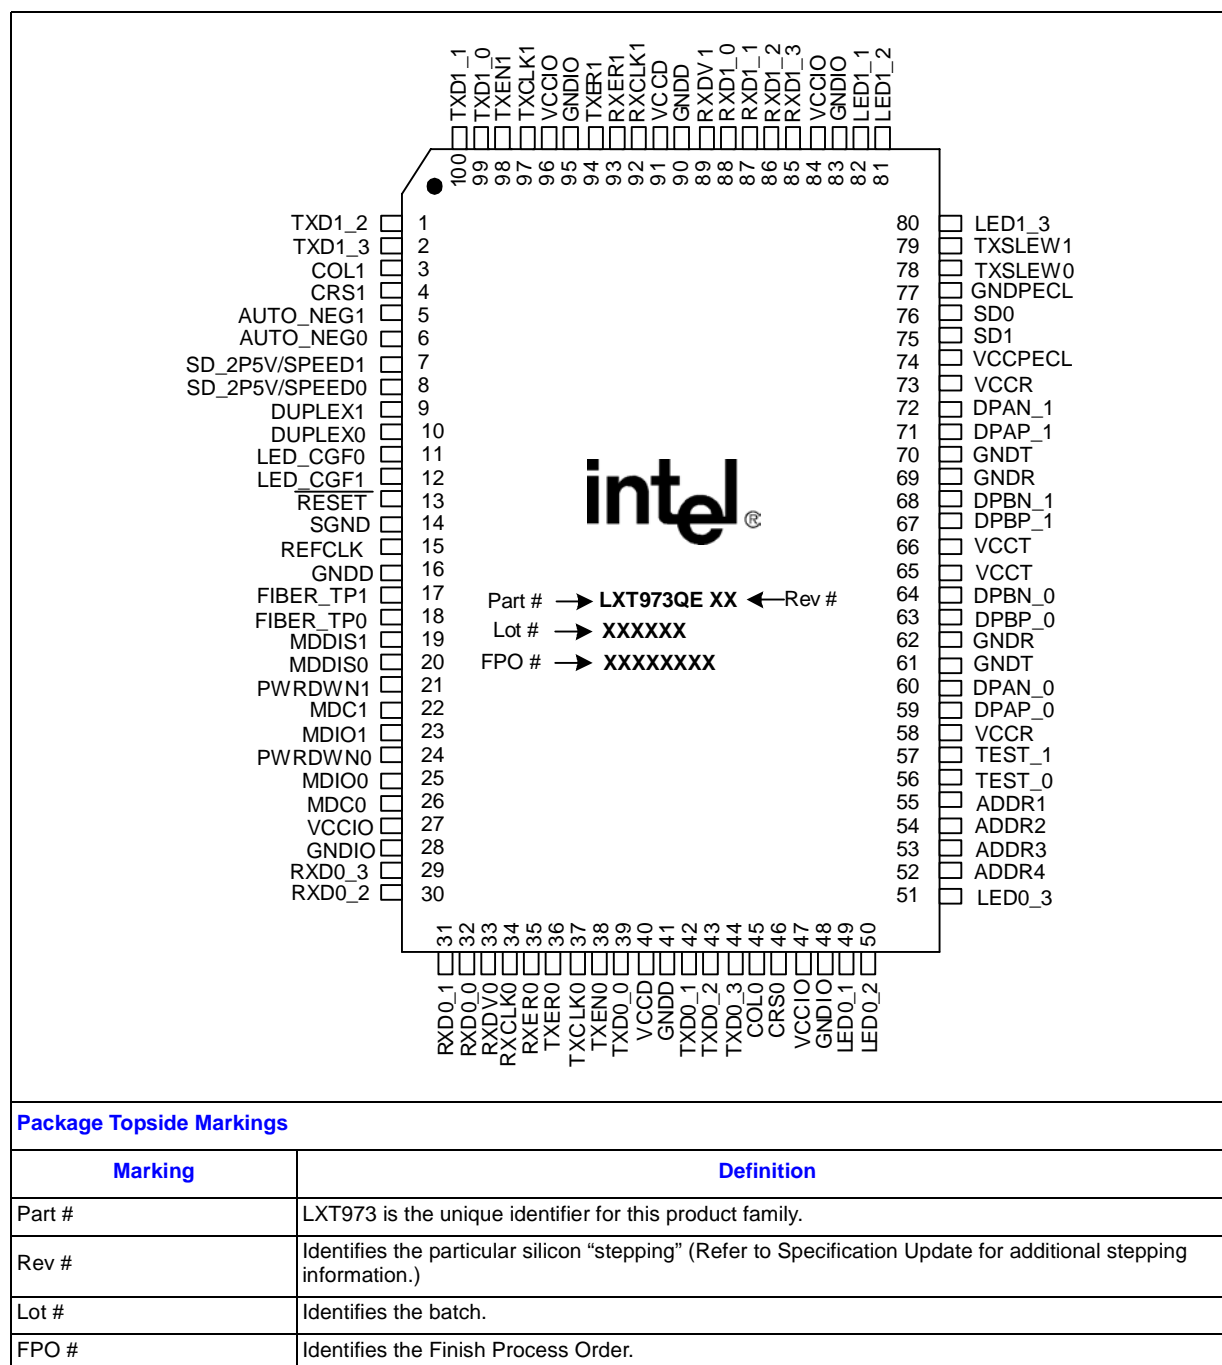 TXD1_1
TXD1_0
TXEN1
TXCLK1
VCCIO
GNDIO
TXER1
RXER1
RXCLK1
VCCD
GNDD
RXDV1
RXD1_0
RXD1_1
RXD1_2
RXD1_3
VCCIO
GNDIO
LED1_1
LED1_2
100
99
98
97
96
95
94
93
92
91
90
89
88
87
86
85
84
83
82
81
TXD1_2 1
TXD1_3 2
COL1 3
CRS1 4
AUTO_NEG1 5
AUTO_NEG0 6
SD_2P5V/SPEED1 7
SD_2P5V/SPEED0 8
DUPLEX1 9
DUPLEX0 10
LED_CGF0 11
LED_CGF1 12
RESET 13
SGND 14
REFCLK 15
GNDD 16
FIBER_TP1 17
FIBER_TP0 18
MDDIS1 19
MDDIS0 20
PWRDWN1 21
MDC1 22
MDIO1 23
PWRDWN0 24
MDIO0 25
MDC0 26
VCCIO 27
GNDIO 28
RXD0_3 29
RXD0_2 30
intel®
Part # LXT973QE XX Rev #
Lot # XXXXXX
FPO # XXXXXXXX
80 LED1_3
79 TXSLEW1
78 TXSLEW0
77 GNDPECL
76 SD0
75 SD1
74 VCCPECL
73 VCCR
72 DPAN_1
71 DPAP_1
70 GNDT
69 GNDR
68 DPBN_1
67 DPBP_1
66 VCCT
65 VCCT
64 DPBN_0
63 DPBP_0
62 GNDR
61 GNDT
60 DPAN_0
59 DPAP_0
58 VCCR
57 TEST_1
56 TEST_0
55 ADDR1
54 ADDR2
53 ADDR3
52 ADDR4
51 LED0_3
31
32
33
34
35
36
37
38
39
40
41
42
43
44
45
46
47
48
49
50
RXD0_1
RXD0_0
RXDV0
RXCLK0
RXER0
TXER0
TXCLK0
TXEN0
TXD0_0
VCCD
GNDD
TXD0_1
TXD0_2
TXD0_3
COL0
CRS0
VCCIO
GNDIO
LED0_1
LED0_2
Package Topside Markings
Marking Definition
Part # LXT973 is the unique identifier for this product family.
Rev # Identifies the particular silicon “stepping” (Refer to Specification Update for additional stepping
information.)
Lot # Identifies the batch.
FPO # Identifies the Finish Process Order.